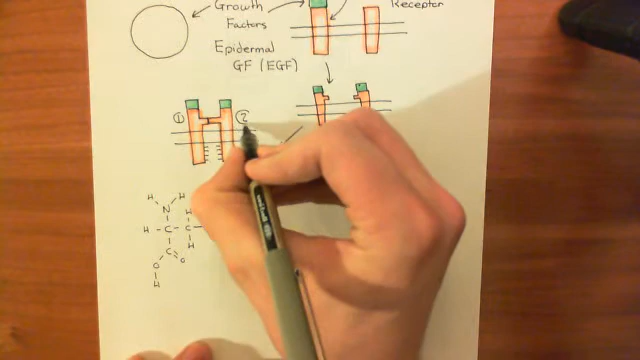 Growth
Factors
Receptor
Epidermal
GF (EGF)
① ②
H H
N
H
H - C - C -
H
C
O O
H